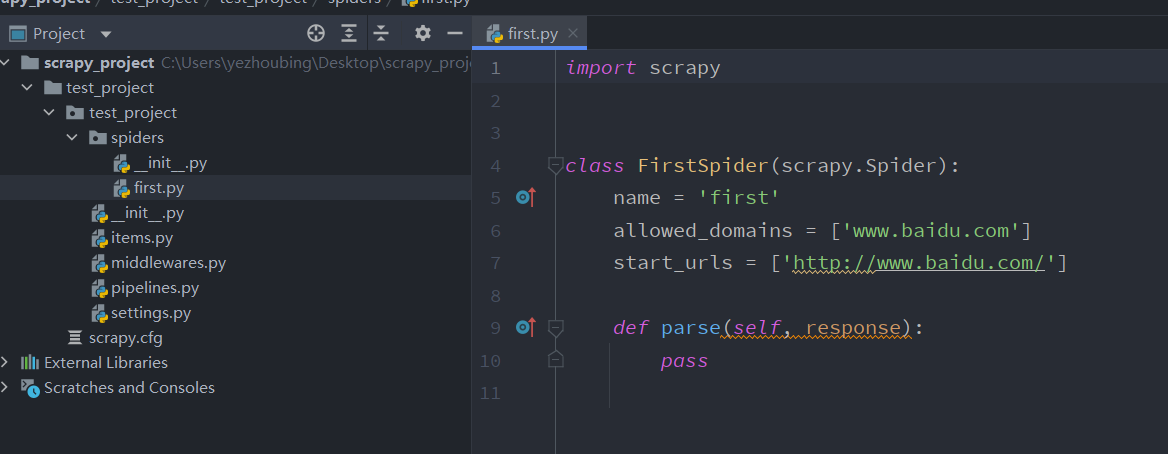 apy_project / test_project / test_project / spiders / first.py
Project
first.py
scrapy_project C:\Users\yezhoubing\Desktop\scrapy_proj
test_project
test_project
spiders
__init__.py
first.py
__init__.py
items.py
middlewares.py
pipelines.py
settings.py
scrapy.cfg
External Libraries
Scratches and Consoles
1 import scrapy
2
3
4 class FirstSpider(scrapy.Spider):
5 name = 'first'
6 allowed_domains = ['www.baidu.com']
7 start_urls = ['http://www.baidu.com/']
8
9 def parse(self, response):
10 pass
11